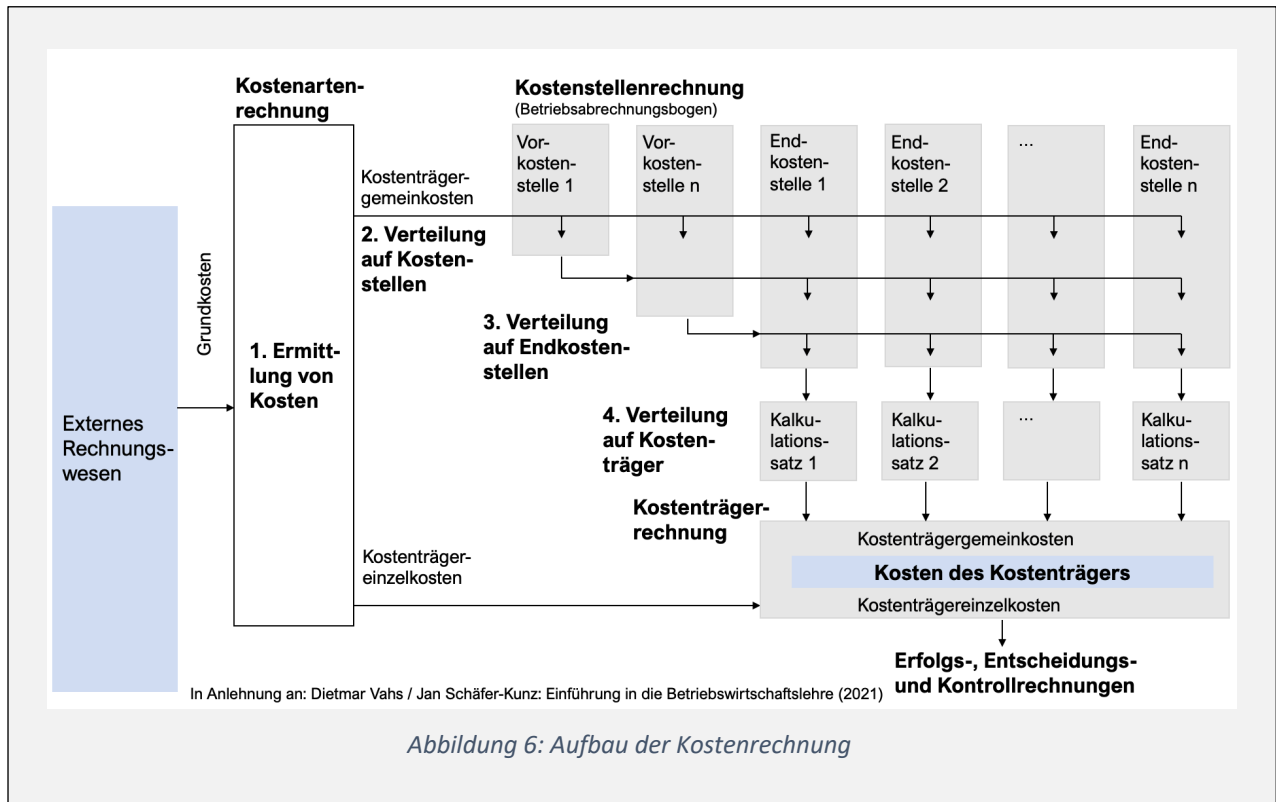 Kostenarten-
rechnung
Kostenstellenrechnung
(Betriebsabrechnungsbogen)
Vor-
kosten-
stelle 1
Vor-
kosten-
stelle n
End-
kosten-
stelle 1
End-
kosten-
stelle 2
...
End-
kosten-
stelle n
Kostenträger-
gemeinkosten
2. Verteilung
auf Kosten-
stellen
Grundkosten
1. Ermitt-
lung von
Kosten
3. Verteilung
auf Endkosten-
stellen
Externes
Rechnungs-
wesen
4. Verteilung
auf Kosten-
träger
Kalku-
lations-
satz 1
Kalku-
lations-
satz 2
...
Kalku-
lations-
satz n
Kostenträger-
rechnung
Kostenträgergemeinkosten
Kosten des Kostenträgers
Kostenträgereinzelkosten
Kostenträger-
einzelkosten
Erfolgs-, Entscheidungs-
und Kontrollrechnungen
In Anlehnung an: Dietmar Vahs / Jan Schäfer-Kunz: Einführung in die Betriebswirtschaftslehre (2021)
Abbildung 6: Aufbau der Kostenrechnung